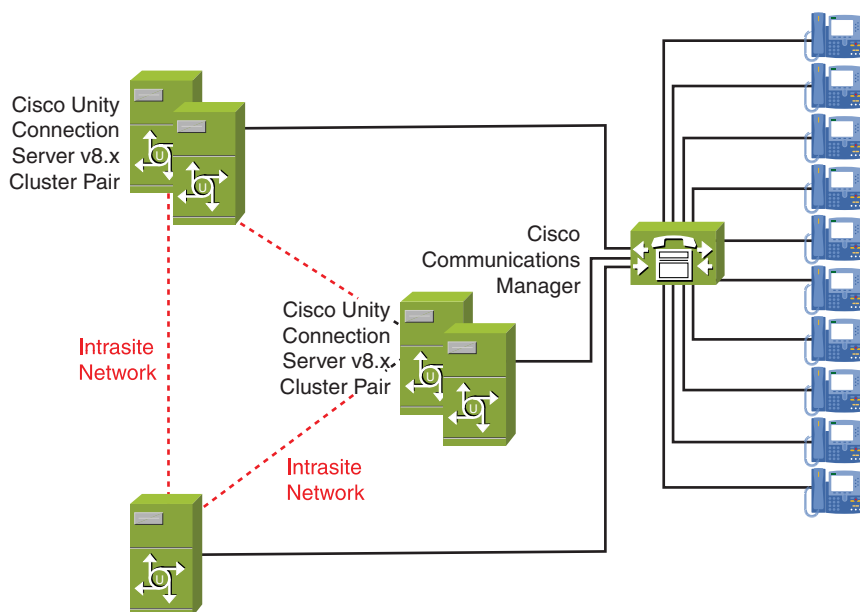 Cisco Unity
Connection
Server v8.x
Cluster Pair
Cisco
Communications
Manager
Cisco Unity
Connection
Server v8.x
Cluster Pair
Intrasite
Network
Intrasite
Network
U
U
U
U
U